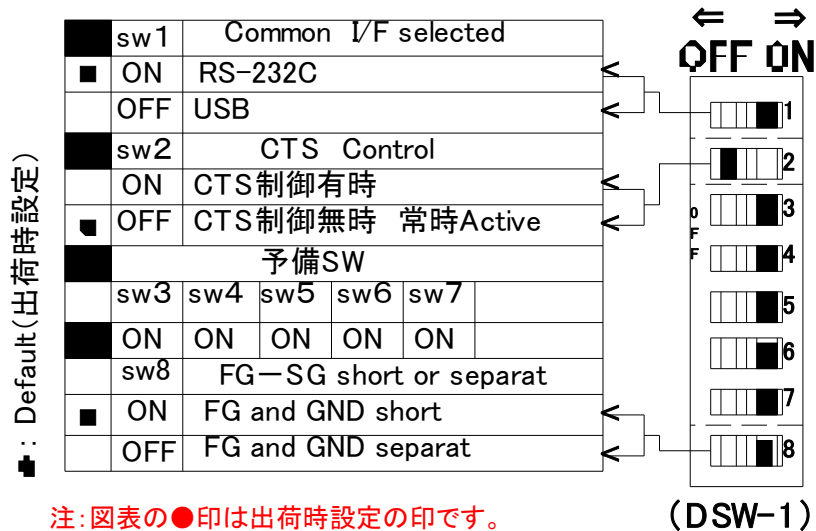 ⇐ ⇒
OFF ON
sw1 Common I/F selected
ON RS-232C
OFF USB
sw2 CTS Control
ON CTS制御有時
OFF CTS制御無時 常時Active
予備SW
sw3 sw4 sw5 sw6 sw7
ON ON ON ON ON
sw8 FG－SG short or separat
ON FG and GND short
OFF FG and GND separat
: Default(出荷時設定)
1
2
3
4
5
6
7
8
OFF
(DSW-1)
注:図表の●印は出荷時設定の印です。